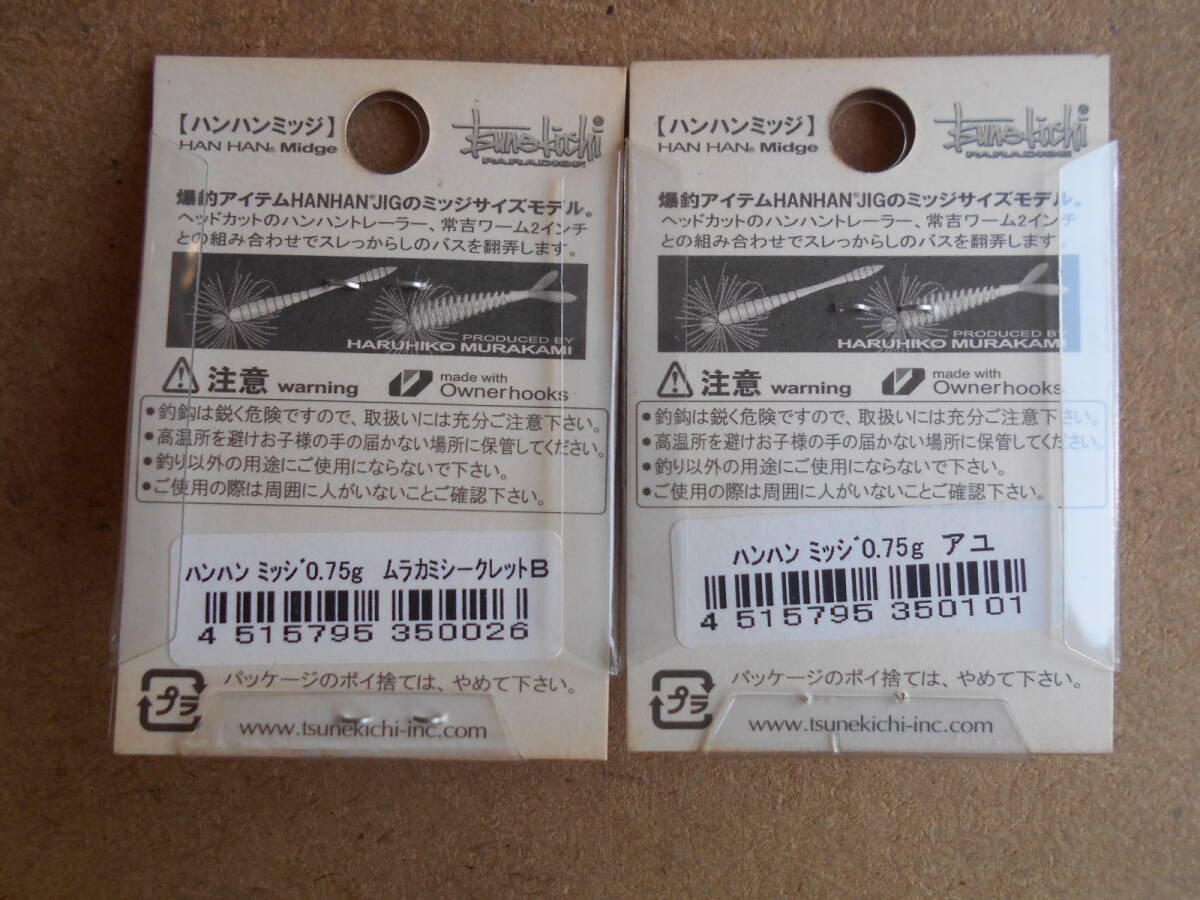 【ハンハンミッジ】
HAN HAN® Midge
Tsunekichi®
PARADISE
爆釣アイテムHANHAN®JIGのミッジサイズモデル。
ヘッドカットのハンハントレーラー、常吉ワーム2インチ
との組み合わせでスレっからしのバスを翻弄します。
PRODUCED BY
HARUHIKO MURAKAMI
注意 warning
made with
Ownerhooks
●釣鈎は鋭く危険ですので、取扱いには充分ご注意下さい。
●高温所を避けお子様の手の届かない場所に保管してください。
●釣り以外の用途にご使用にならないで下さい。
●ご使用の際は周囲に人がいないことご確認下さい。
ﾊﾝﾊﾝ ﾐｯｼﾞ0.75g ﾑﾗｶﾐｼｰｸﾚｯﾄB
4 515795 350026
プラ
パッケージのポイ捨ては、やめて下さい。
www.tsunekichi-inc.com
【ハンハンミッジ】
HAN HAN® Midge
Tsunekichi®
PARADISE
爆釣アイテムHANHAN®JIGのミッジサイズモデル。
ヘッドカットのハンハントレーラー、常吉ワーム2インチ
との組み合わせでスレっからしのバスを翻弄します。
PRODUCED BY
HARUHIKO MURAKAMI
注意 warning
made with
Ownerhooks
●釣鈎は鋭く危険ですので、取扱いには充分ご注意下さい。
●高温所を避けお子様の手の届かない場所に保管してください。
●釣り以外の用途にご使用にならないで下さい。
●ご使用の際は周囲に人がいないことご確認下さい。
ﾊﾝﾊﾝ ﾐｯｼﾞ0.75g アユ
4 515795 350101
プラ
パッケージのポイ捨ては、やめて下さい。
www.tsunekichi-inc.com